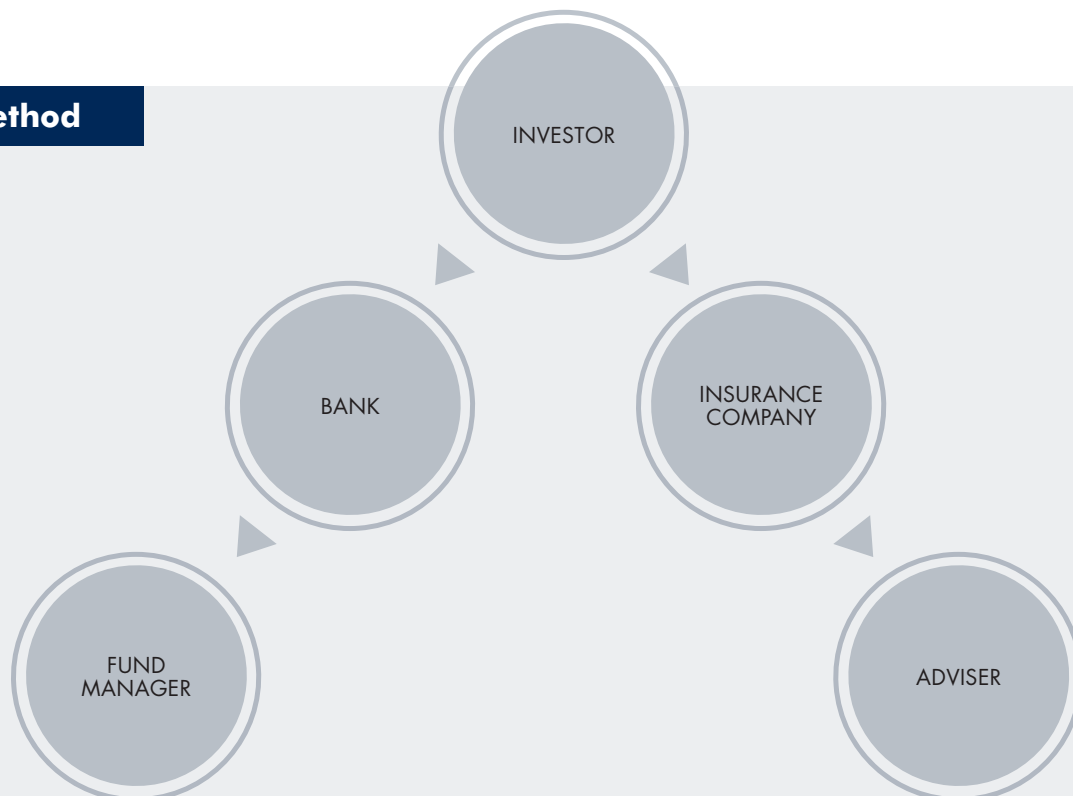 ethod
INVESTOR
BANK
INSURANCE
COMPANY
FUND
MANAGER
ADVISER